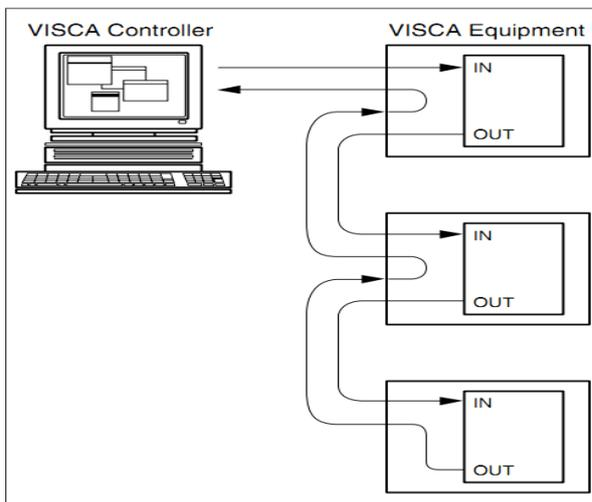 VISCA Controller
VISCA Equipment
IN
OUT
IN
OUT
IN
OUT